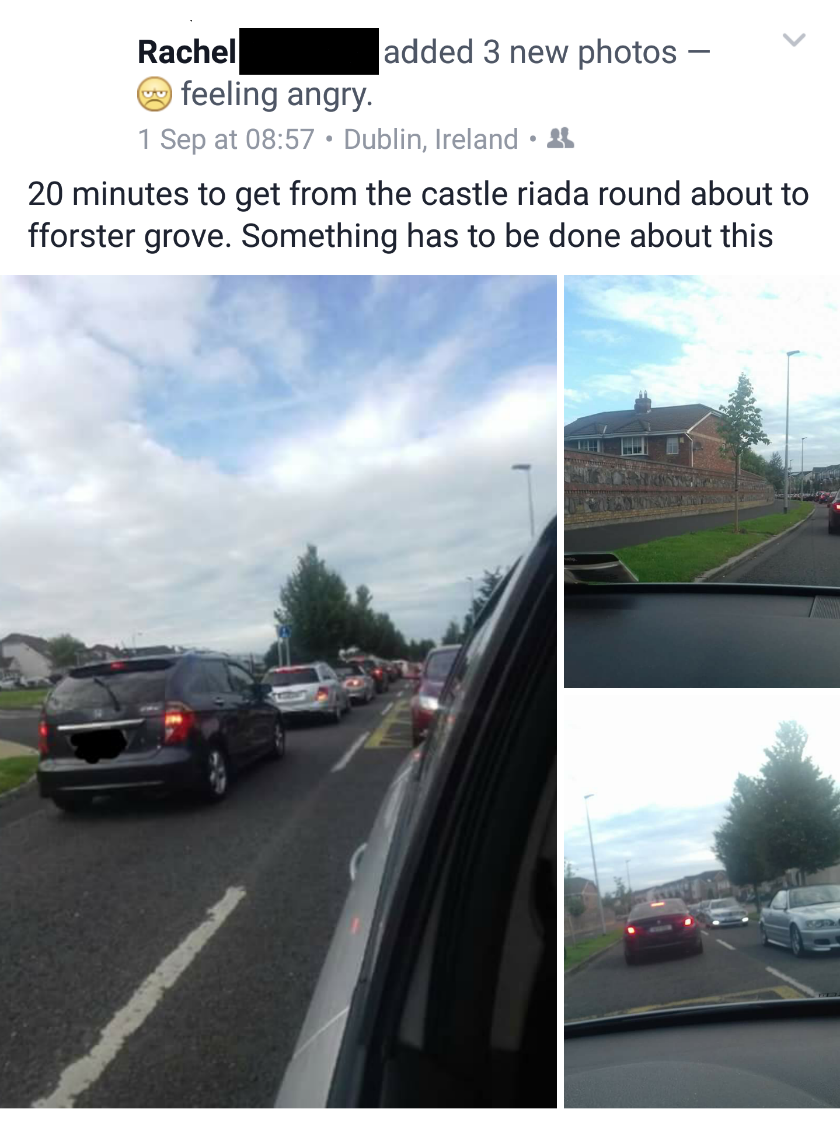 Rachel added 3 new photos —
feeling angry.
1 Sep at 08:57 • Dublin, Ireland •
20 minutes to get from the castle riada round about to
fforster grove. Something has to be done about this